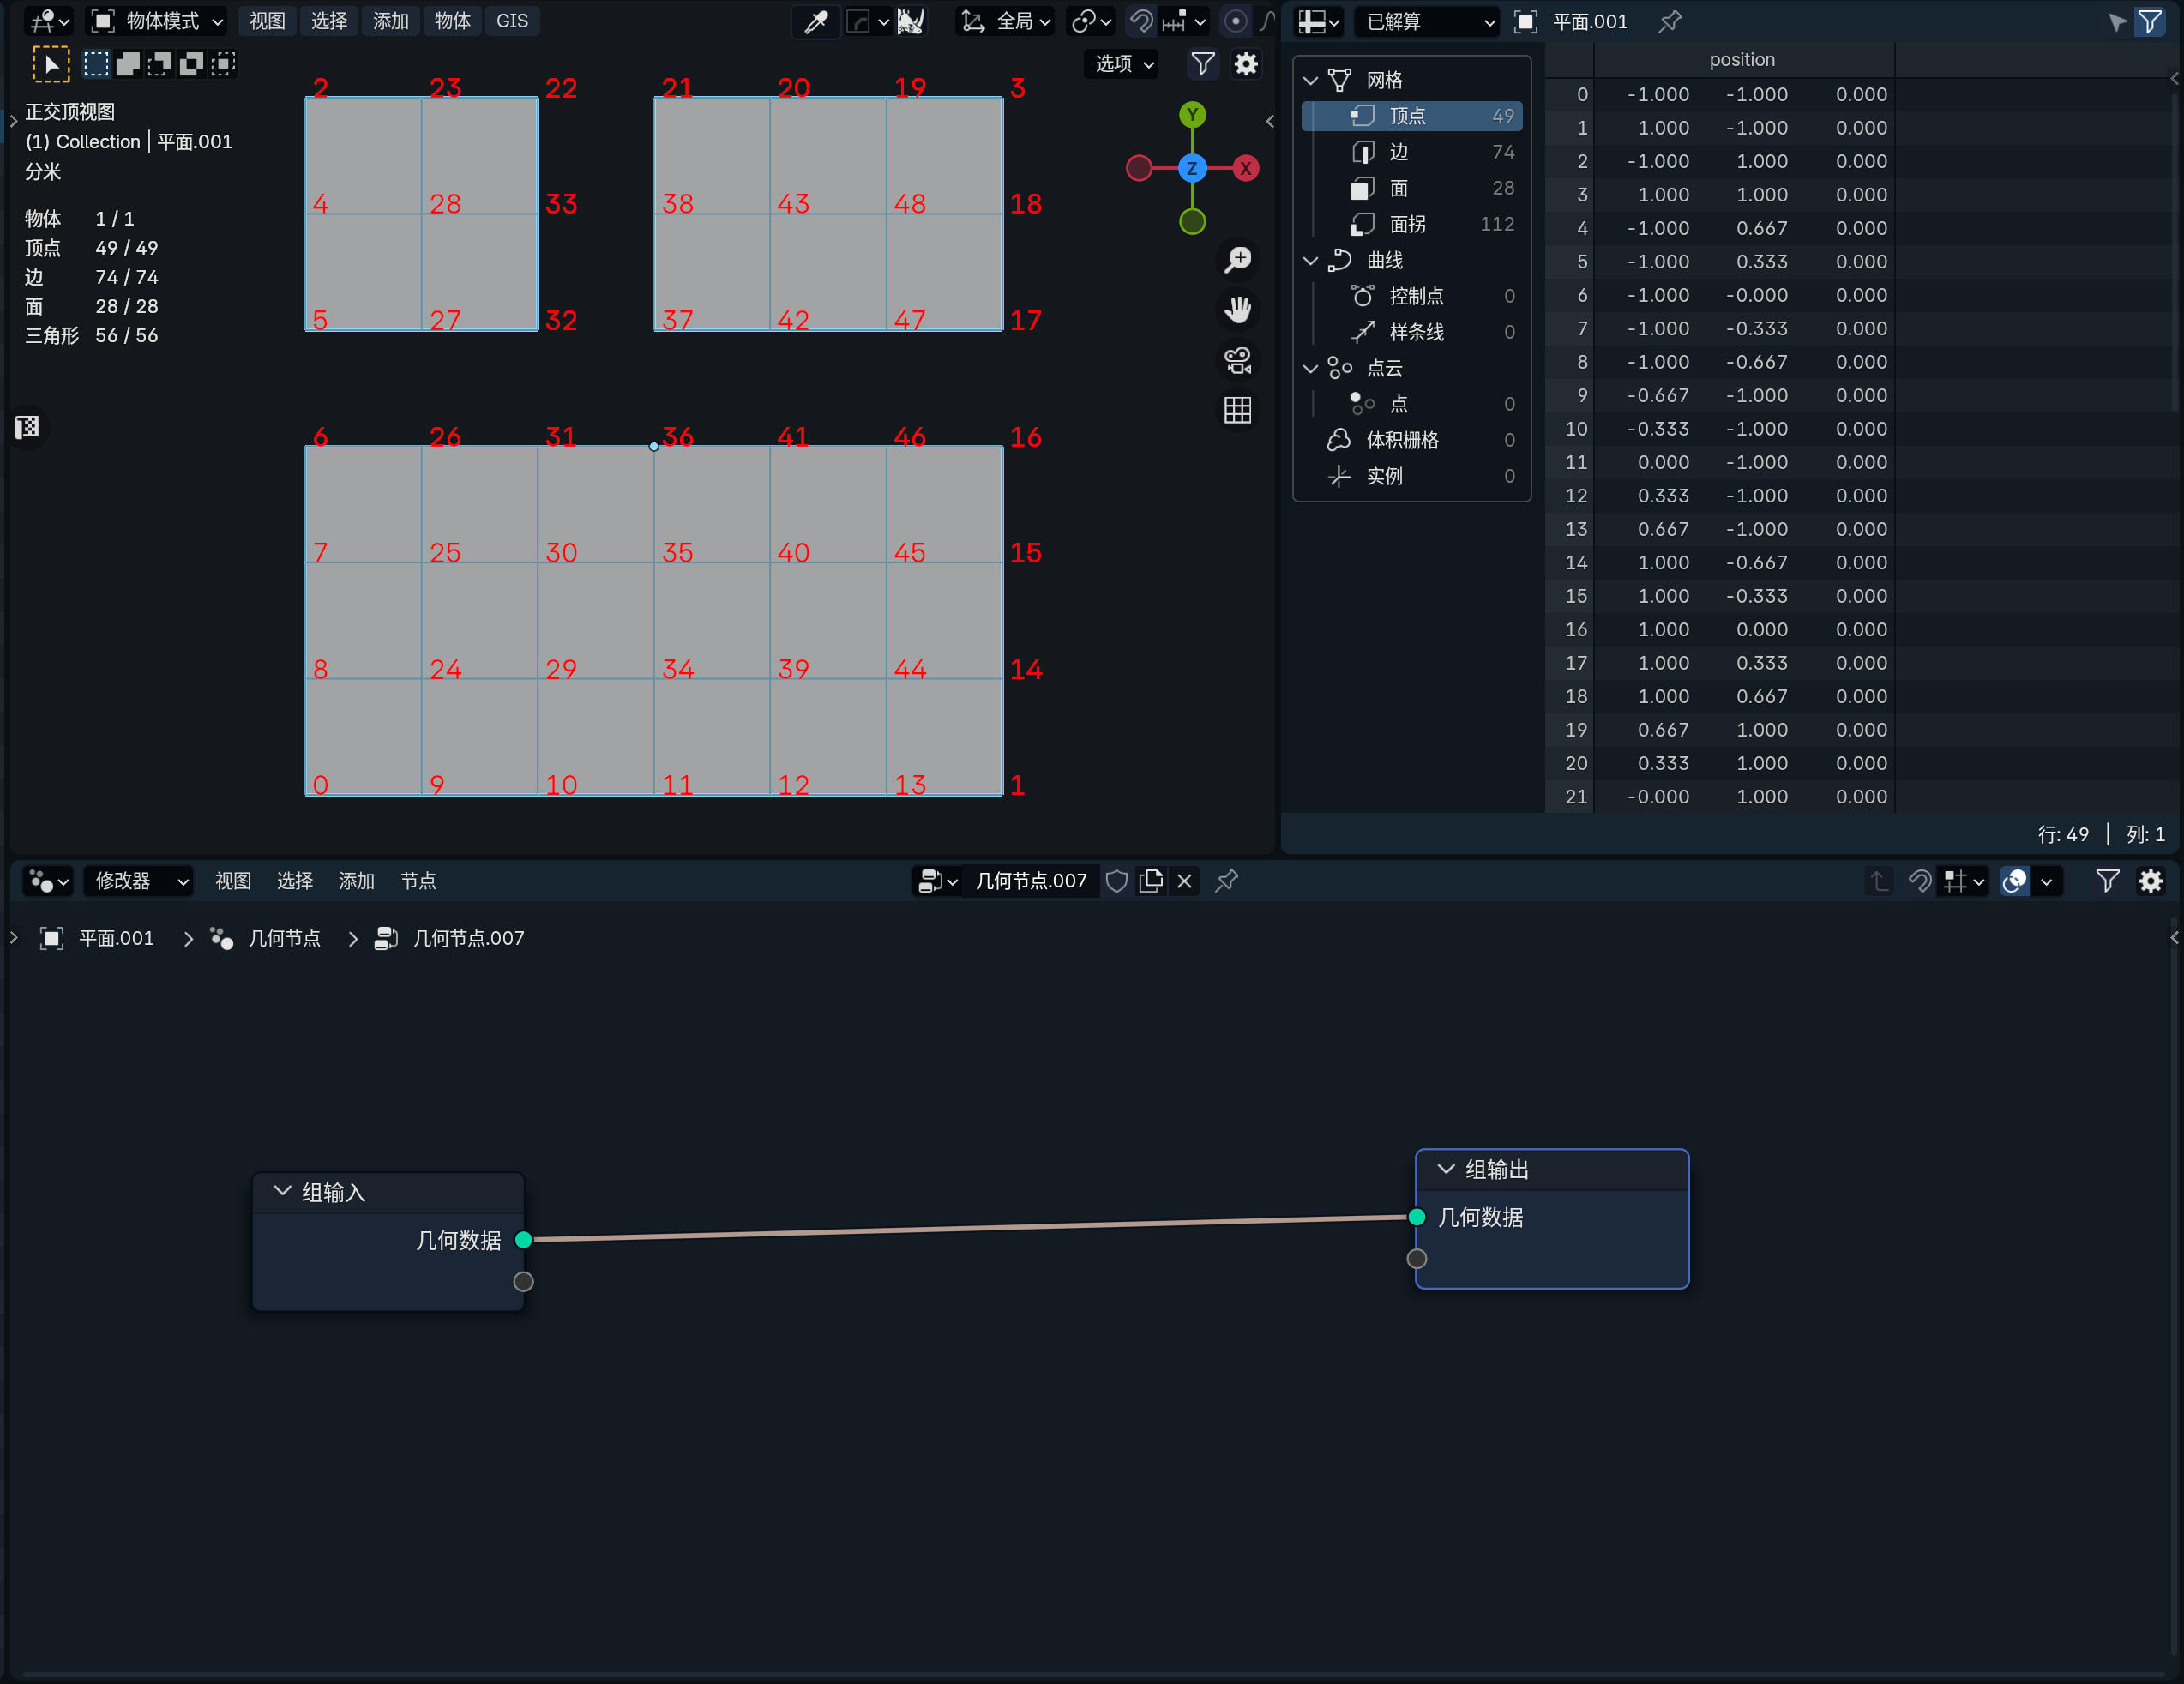 物体模式 视图 选择 添加 物体 GIS 全局
选项
正交顶视图
(1) Collection | 平面.001
分米
物体 1 / 1
顶点 49 / 49
边 74 / 74
面 28 / 28
三角形 56 / 56
2 23 22 21 20 19 3
4 28 33 38 43 48 18
5 27 32 37 42 47 17
6 26 31 36 41 46 16
7 25 30 35 40 45 15
8 24 29 34 39 44 14
0 9 10 11 12 13 1
Y
Z
X
已解算 平面.001
网格
顶点 49
边 74
面 28
面拐 112
曲线
控制点 0
样条线 0
点云
点 0
体积栅格 0
实例 0
position
0 -1.000 -1.000 0.000
1 1.000 -1.000 0.000
2 -1.000 1.000 0.000
3 1.000 1.000 0.000
4 -1.000 0.667 0.000
5 -1.000 0.333 0.000
6 -1.000 -0.000 0.000
7 -1.000 -0.333 0.000
8 -1.000 -0.667 0.000
9 -0.667 -1.000 0.000
10 -0.333 -1.000 0.000
11 0.000 -1.000 0.000
12 0.333 -1.000 0.000
13 0.667 -1.000 0.000
14 1.000 -0.667 0.000
15 1.000 -0.333 0.000
16 1.000 0.000 0.000
17 1.000 0.333 0.000
18 1.000 0.667 0.000
19 0.667 1.000 0.000
20 0.333 1.000 0.000
21 -0.000 1.000 0.000
行: 49 | 列: 1
修改器 视图 选择 添加 节点 几何节点.007
平面.001 > 几何节点 > 几何节点.007
组输入
几何数据
组输出
几何数据